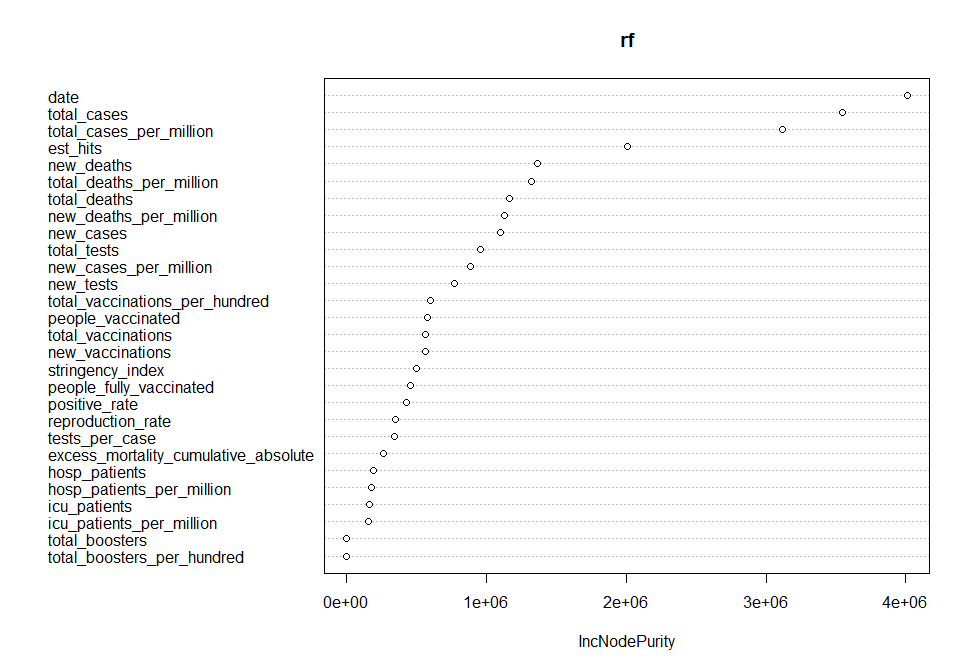 rf
date
total_cases
total_cases_per_million
est_hits
new_deaths
total_deaths_per_million
total_deaths
new_deaths_per_million
new_cases
total_tests
new_cases_per_million
new_tests
total_vaccinations_per_hundred
people_vaccinated
total_vaccinations
new_vaccinations
stringency_index
people_fully_vaccinated
positive_rate
reproduction_rate
tests_per_case
excess_mortality_cumulative_absolute
hosp_patients
hosp_patients_per_million
icu_patients
icu_patients_per_million
total_boosters
total_boosters_per_hundred
0e+00 1e+06 2e+06 3e+06 4e+06
IncNodePurity